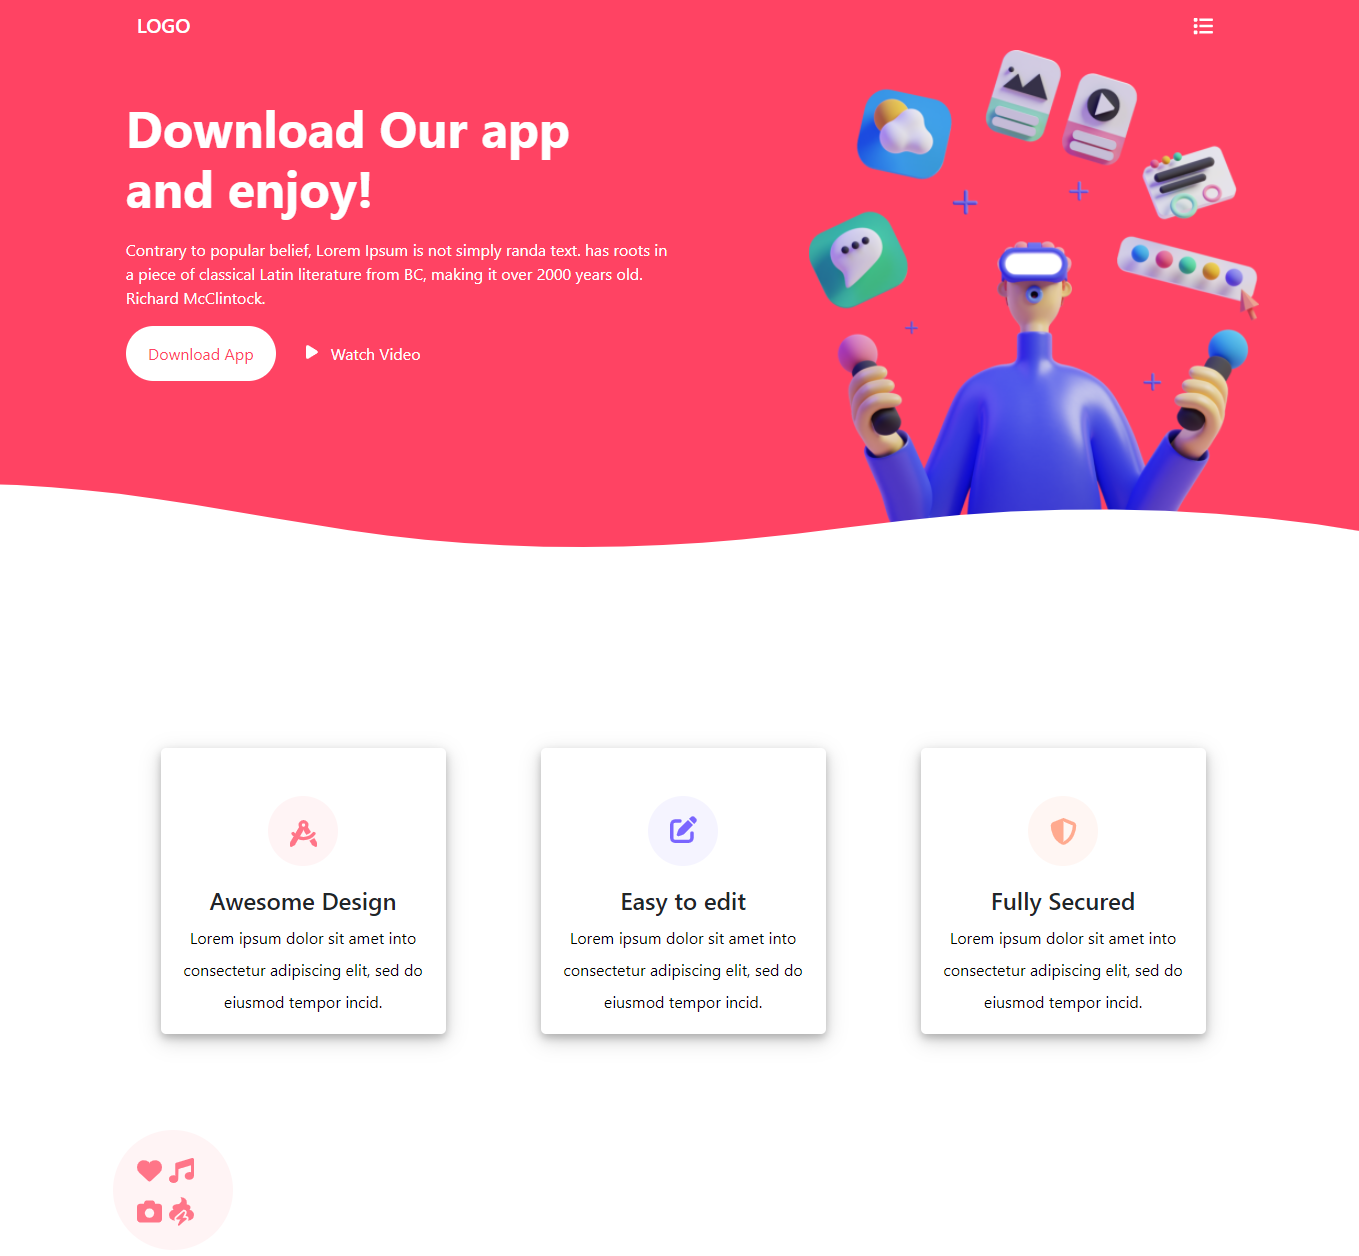 LOGO
Download Our app
and enjoy!
Contrary to popular belief, Lorem Ipsum is not simply randa text. has roots in
a piece of classical Latin literature from BC, making it over 2000 years old.
Richard McClintock.
Download App
Watch Video
Awesome Design
Lorem ipsum dolor sit amet into
consectetur adipiscing elit, sed do
eiusmod tempor incid.
Easy to edit
Lorem ipsum dolor sit amet into
consectetur adipiscing elit, sed do
eiusmod tempor incid.
Fully Secured
Lorem ipsum dolor sit amet into
consectetur adipiscing elit, sed do
eiusmod tempor incid.